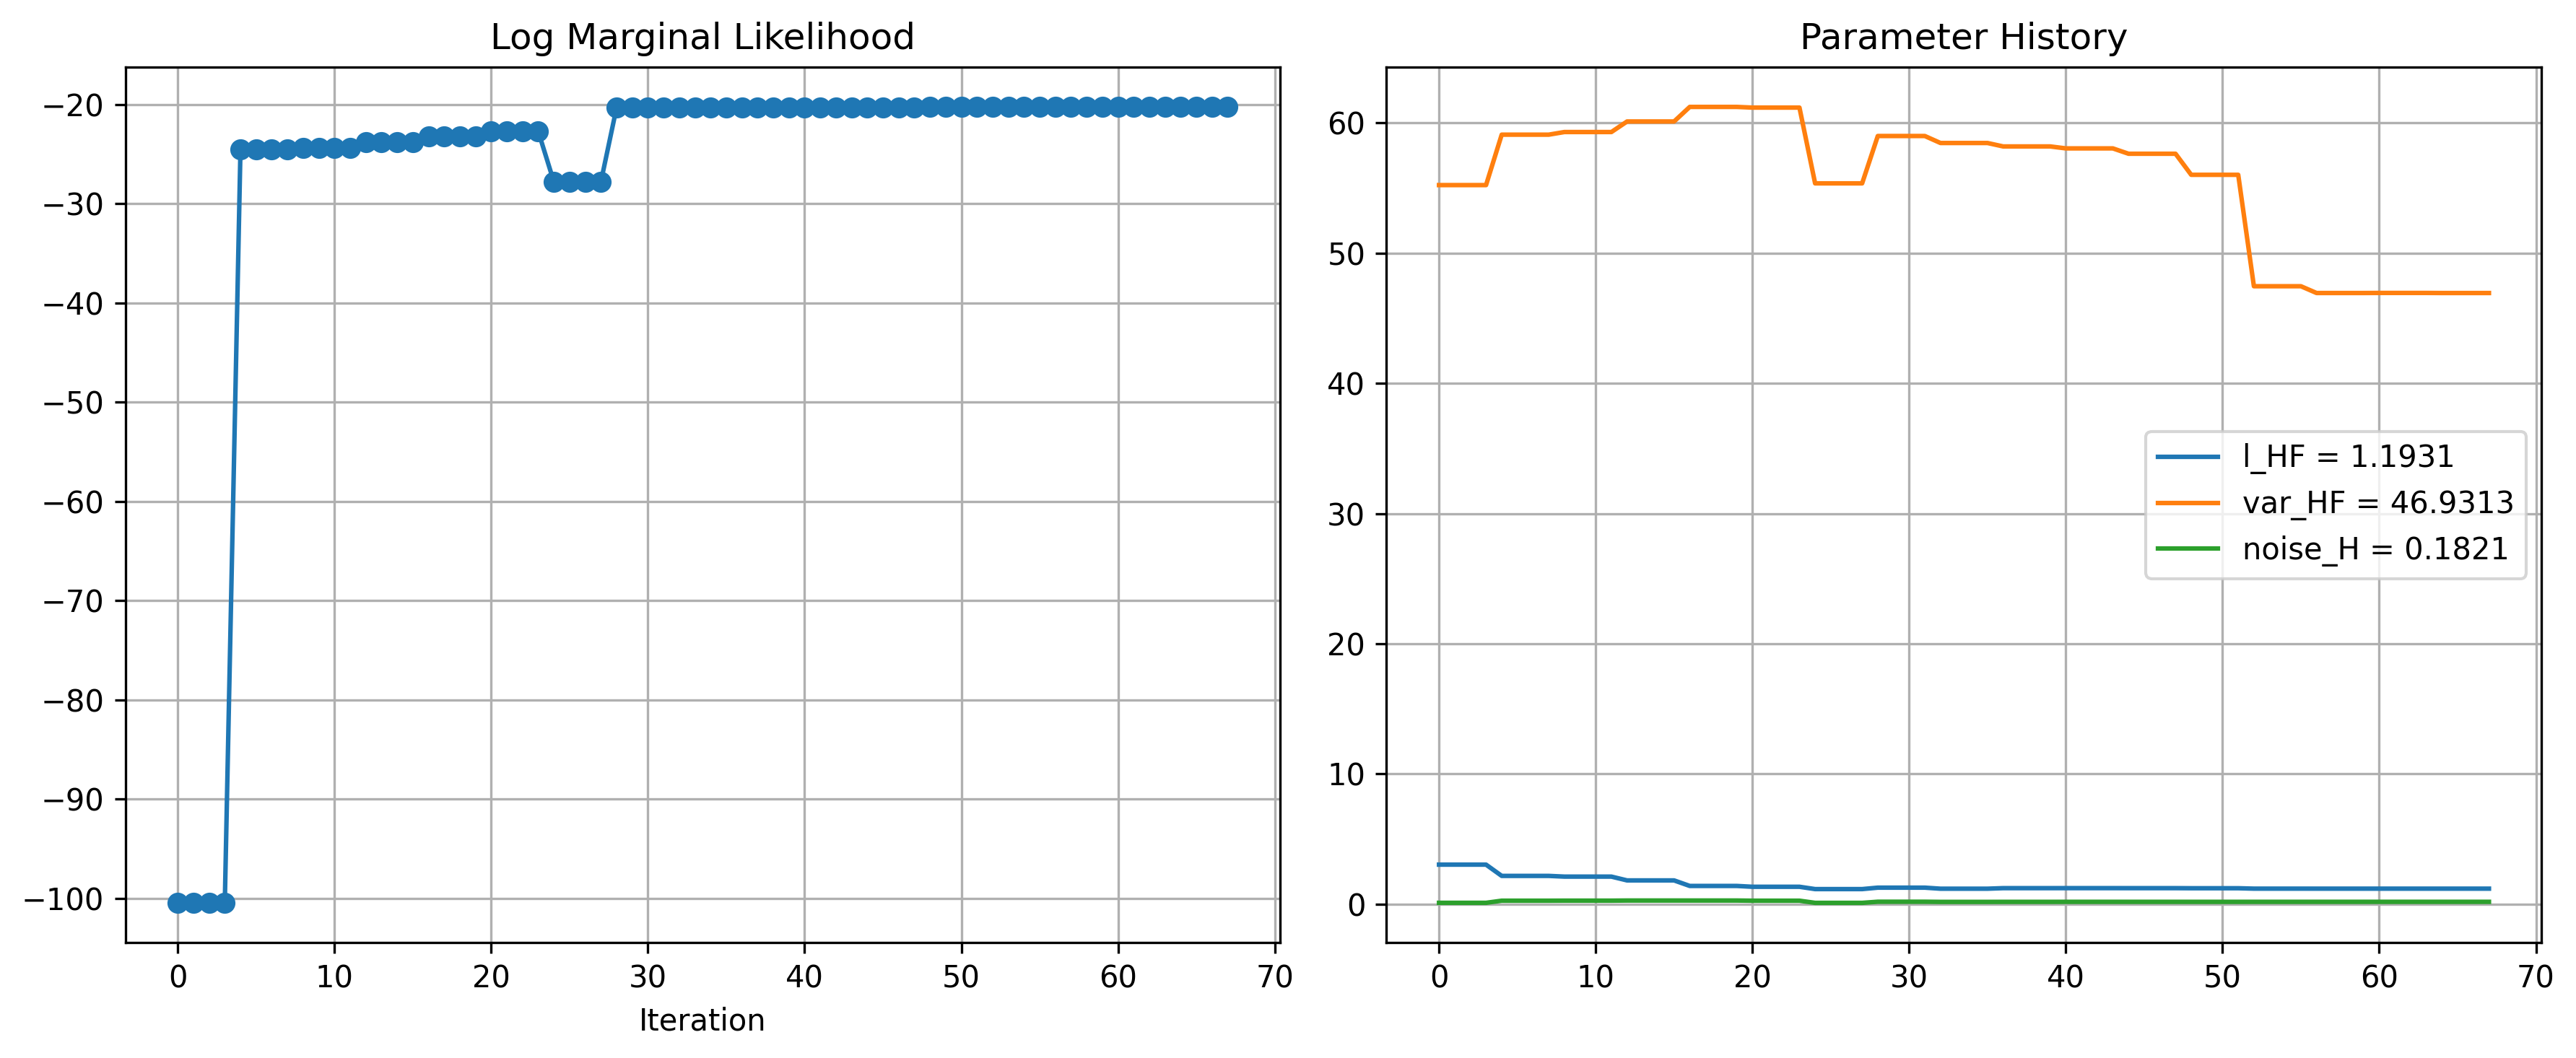 Log Marginal Likelihood
−20
−30
−40
−50
−60
−70
−80
−90
−100
0 10 20 30 40 50 60 70
Iteration
Parameter History
60
50
40
30
20
10
0
l_HF = 1.1931
var_HF = 46.9313
noise_H = 0.1821
0 10 20 30 40 50 60 70